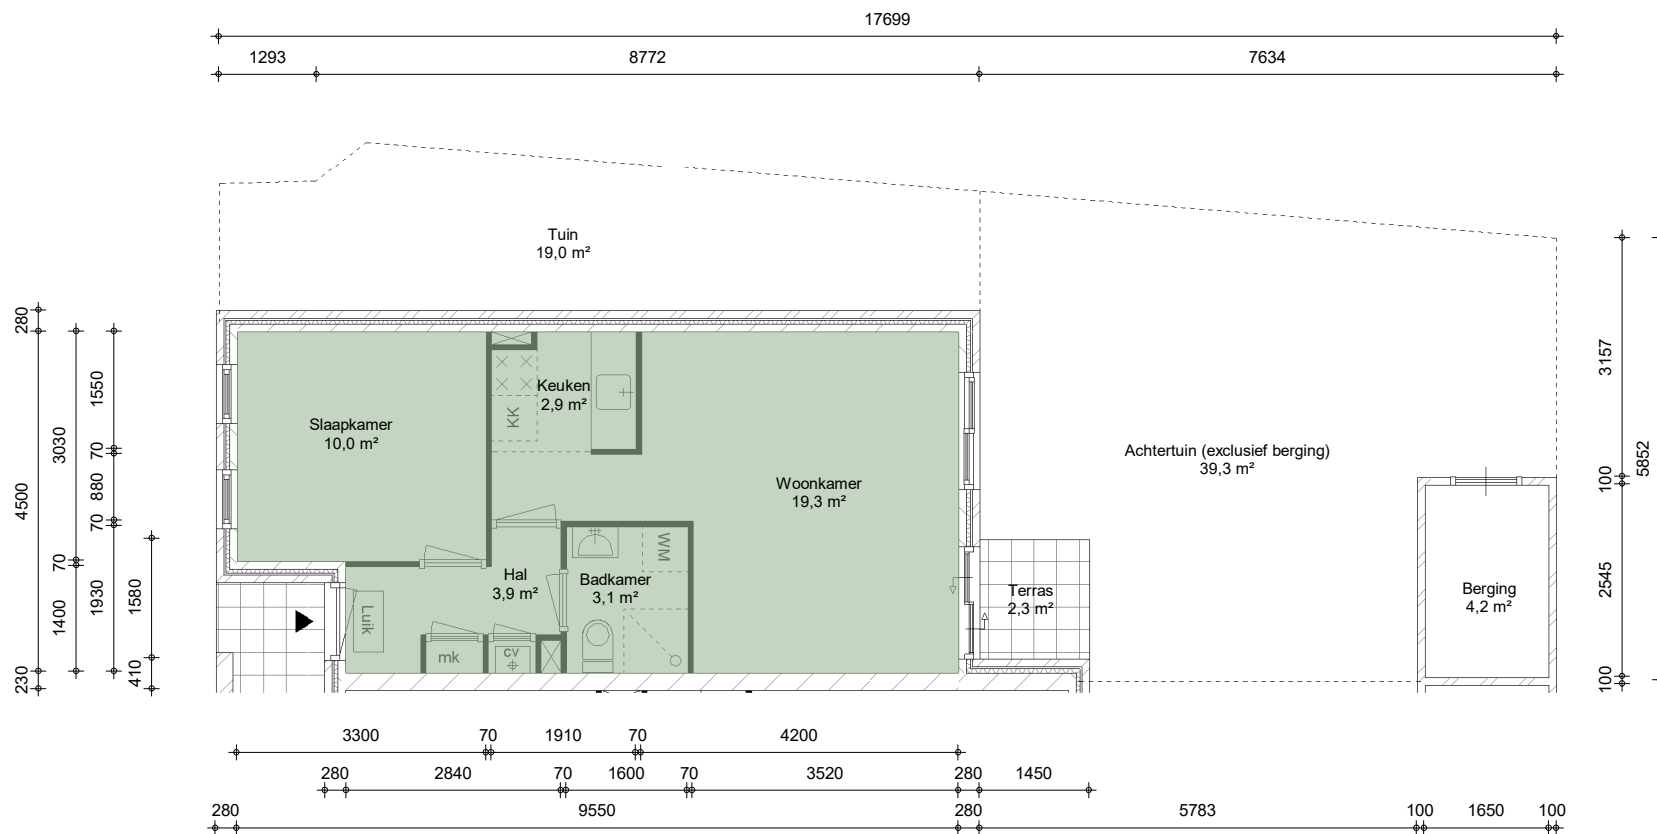 17699
1293 8772 7634
Tuin
19,0 m²
280
4500
230
3030
70
1400
1550
70
880
70
1930
1580
410
Slaapkamer
10,0 m²
Keuken
2,9 m²
KK
Woonkamer
19,3 m²
Hal
3,9 m²
Badkamer
3,1 m²
WM
Luik
mk
cv
Terras
2,3 m²
Achtertuin (exclusief berging)
39,3 m²
Berging
4,2 m²
3157
100
2545
100
5852
3300 70 1910 70 4200
280 2840 70 1600 70 3520 280 1450
280 9550 280 5783 100 1650 100